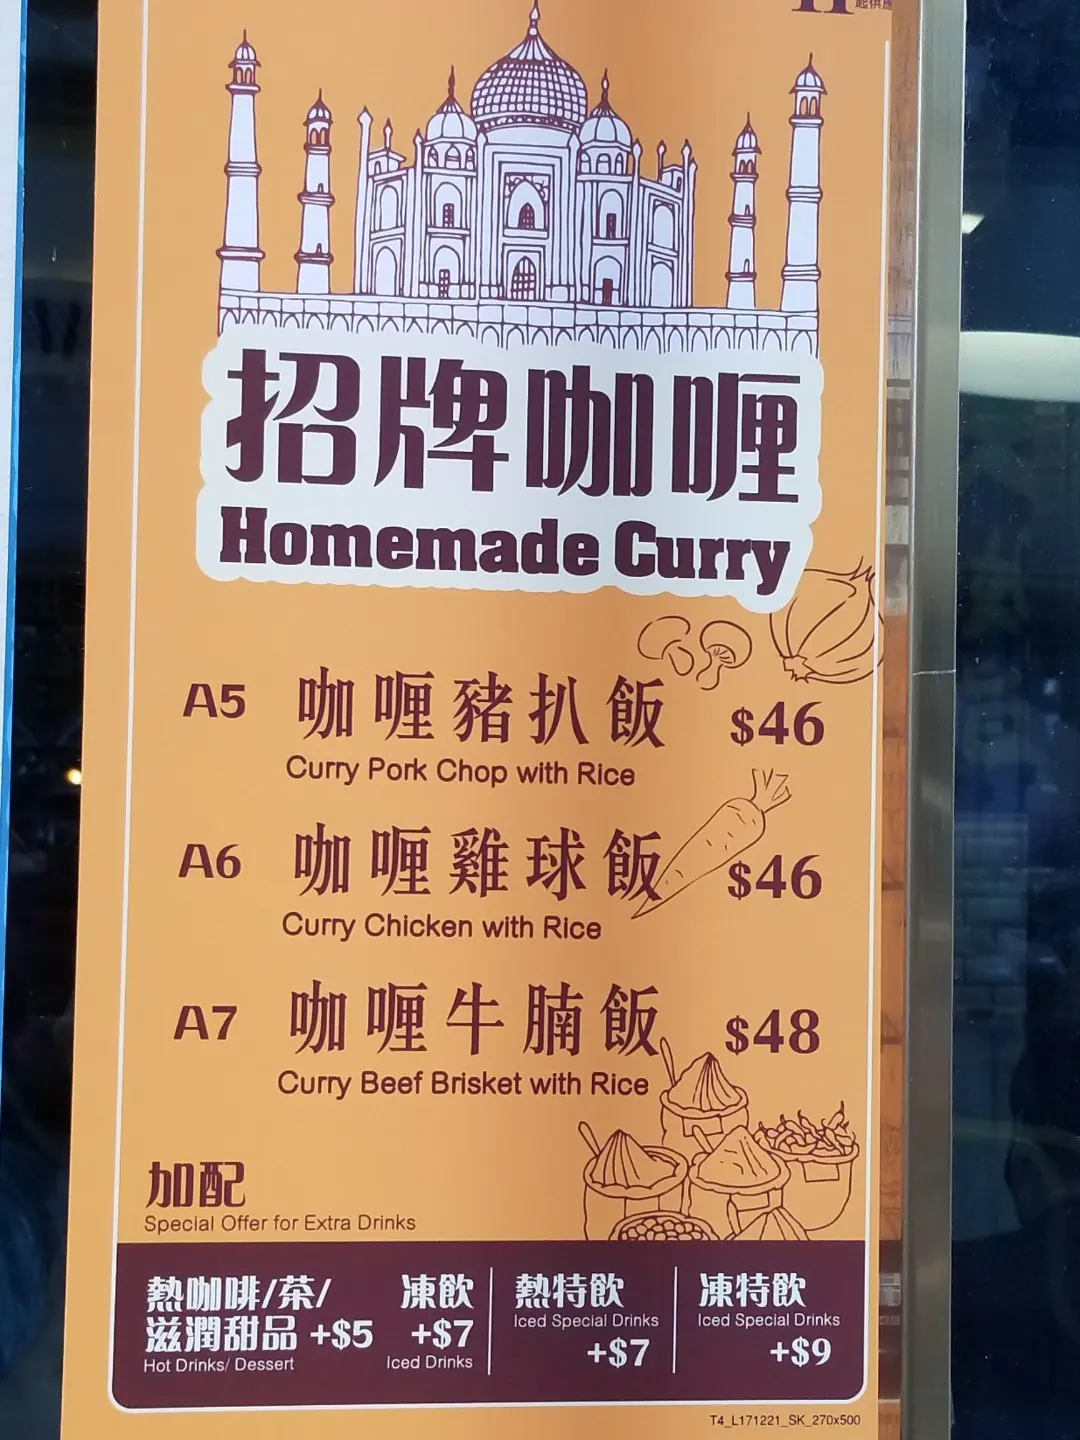 11 起供應
招牌咖喱
Homemade Curry
A5 咖喱豬扒飯 $46
Curry Pork Chop with Rice
A6 咖喱雞球飯 $46
Curry Chicken with Rice
A7 咖喱牛腩飯 $48
Curry Beef Brisket with Rice
加配
Special Offer for Extra Drinks
熱咖啡/茶/
滋潤甜品 +$5
Hot Drinks/ Dessert
凍飲
+$7
Iced Drinks
熱特飲
Iced Special Drinks
+$7
凍特飲
Iced Special Drinks
+$9
T4_L171221_SK_270x500